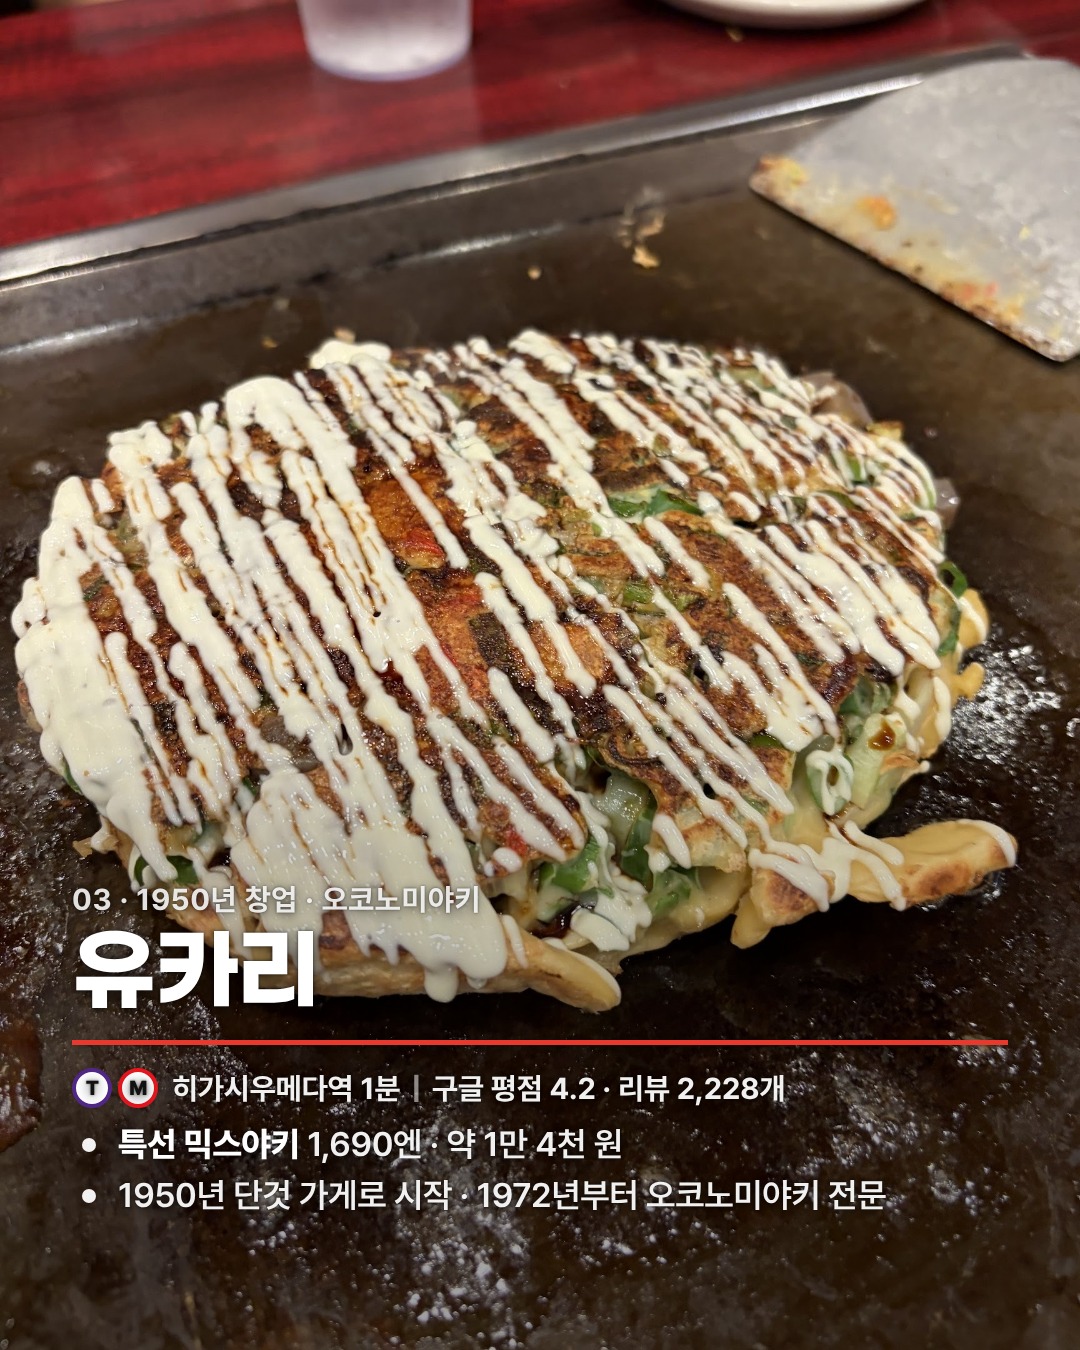 03 · 1950년 창업 · 오코노미야키
유카리
T M 히가시우메다역 1분 | 구글 평점 4.2 · 리뷰 2,228개
• 특선 믹스야키 1,690엔 · 약 1만 4천 원
• 1950년 단것 가게로 시작 · 1972년부터 오코노미야키 전문